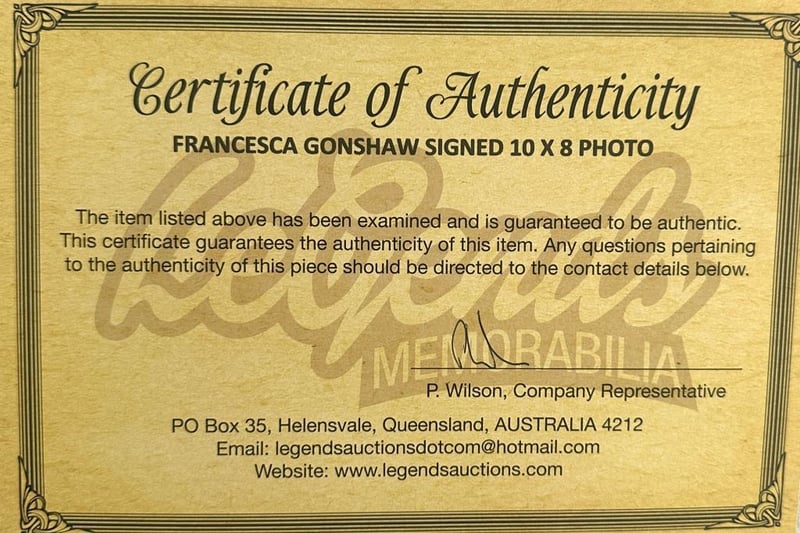 Certificate of Authenticity
FRANCESCA GONSHAW SIGNED 10 X 8 PHOTO
The item listed above has been examined and is guaranteed to be authentic.
This certificate guarantees the authenticity of this item. Any questions pertaining
to the authenticity of this piece should be directed to the contact details below.
Legends
MEMORABILIA
P. Wilson, Company Representative
PO Box 35, Helensvale, Queensland, AUSTRALIA 4212
Email: legendsauctionsdotcom@hotmail.com
Website: www.legendsauctions.com